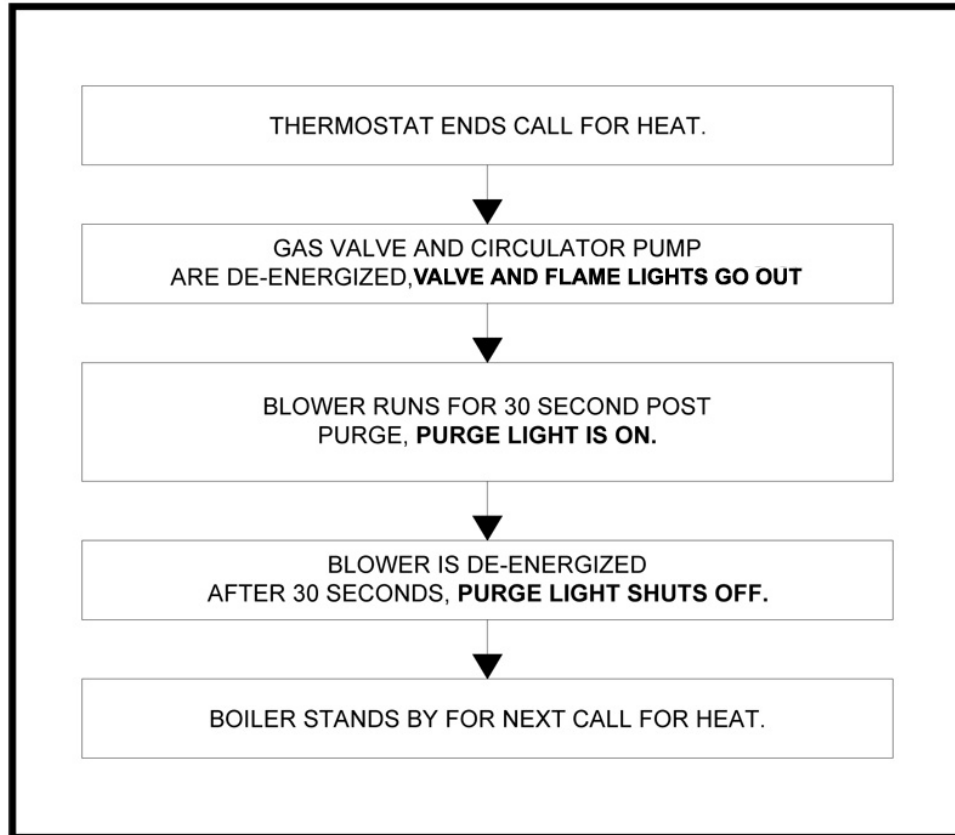 THERMOSTAT ENDS CALL FOR HEAT.
GAS VALVE AND CIRCULATOR PUMP
ARE DE-ENERGIZED,VALVE AND FLAME LIGHTS GO OUT
BLOWER RUNS FOR 30 SECOND POST
PURGE, PURGE LIGHT IS ON.
BLOWER IS DE-ENERGIZED
AFTER 30 SECONDS, PURGE LIGHT SHUTS OFF.
BOILER STANDS BY FOR NEXT CALL FOR HEAT.